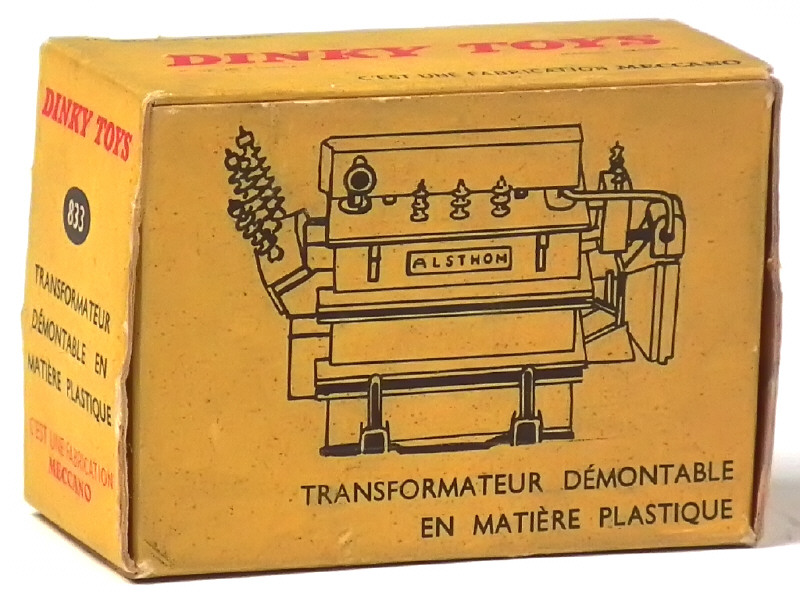 DINKY TOYS
C'EST UNE FABRICATION MECCANO
DINKY TOYS
833
TRANSFORMATEUR
DÉMONTABLE EN
MATIÈRE PLASTIQUE
C'EST UNE FABRICATION
MECCANO
ALSTHOM
TRANSFORMATEUR DÉMONTABLE
EN MATIÈRE PLASTIQUE